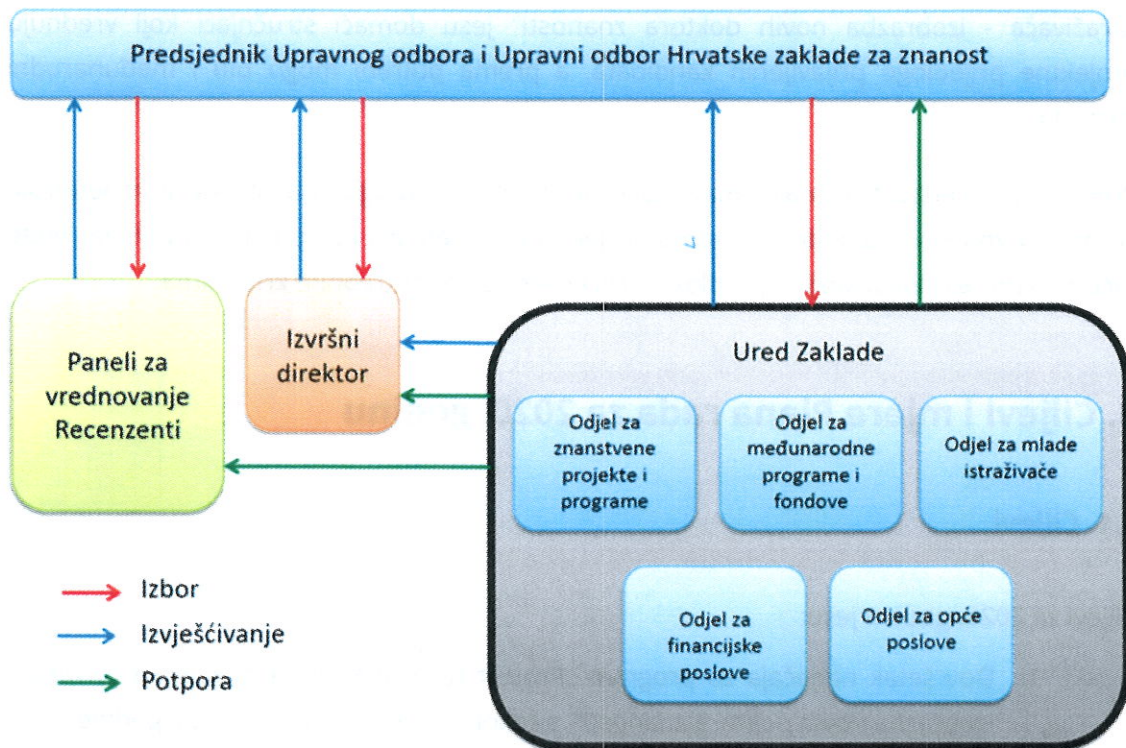 Predsjednik Upravnog odbora i Upravni odbor Hrvatske zaklade za znanost
Paneli za
vrednovanje
Recenzenti
Izvršni
direktor
Ured Zaklade
Odjel za
znanstvene
projekte i
programe
Odjel za
međunarodne
programe i
fondove
Odjel za mlade
istraživače
Odjel za
financijske
poslove
Odjel za opće
poslove
Izbor
Izvješćivanje
Potpora